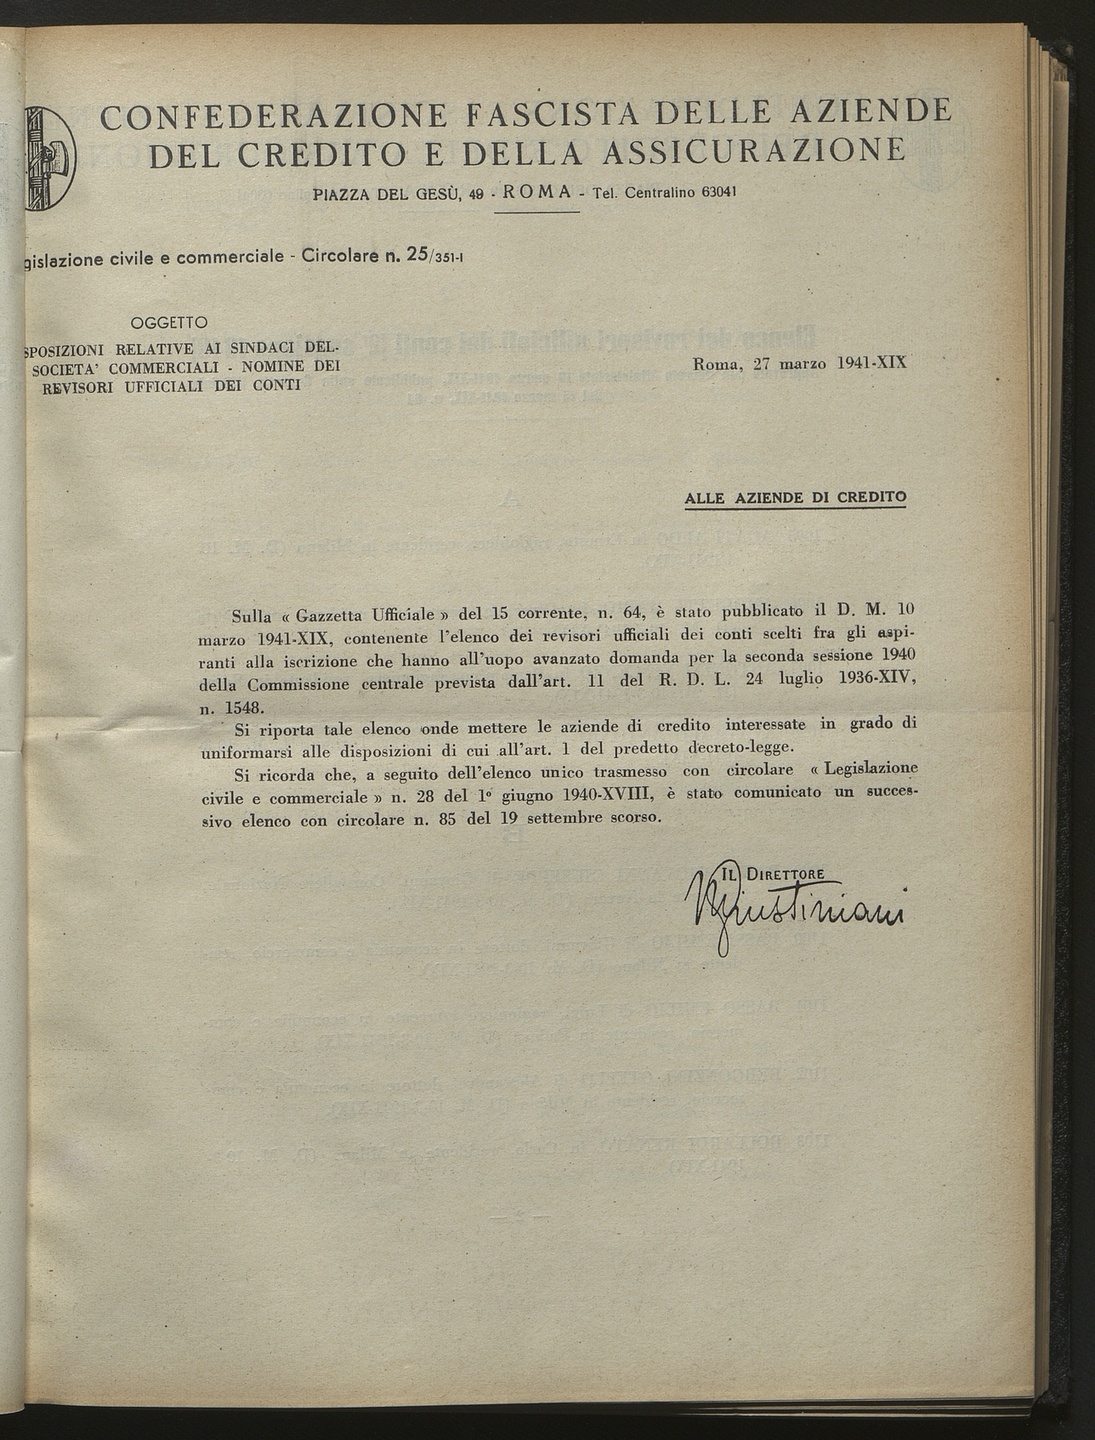 CONFEDERAZIONE FASCISTA DELLE AZIENDE
DEL CREDITO E DELLA ASSICURAZIONE
PIAZZA DEL GESÙ, 49 - ROMA - Tel. Centralino 63041
gislazione civile e commerciale - Circolare n. 25/351-I
OGGETTO
SPOSIZIONI RELATIVE AI SINDACI DEL-
SOCIETA' COMMERCIALI - NOMINE DEI
REVISORI UFFICIALI DEI CONTI
Roma, 27 marzo 1941-XIX
ALLE AZIENDE DI CREDITO
Sulla « Gazzetta Ufficiale » del 15 corrente, n. 64, è stato pubblicato il D. M. 10
marzo 1941-XIX, contenente l'elenco dei revisori ufficiali dei conti scelti fra gli aspi-
ranti alla iscrizione che hanno all'uopo avanzato domanda per la seconda sessione 1940
della Commissione centrale prevista dall'art. 11 del R. D. L. 24 luglio 1936-XIV,
n. 1548.
Si riporta tale elenco onde mettere le aziende di credito interessate in grado di
uniformarsi alle disposizioni di cui all'art. 1 del predetto decreto-legge.
Si ricorda che, a seguito dell'elenco unico trasmesso con circolare « Legislazione
civile e commerciale » n. 28 del 1° giugno 1940-XVIII, è stato comunicato un succes-
sivo elenco con circolare n. 85 del 19 settembre scorso.
IL DIRETTORE
Giustiniani